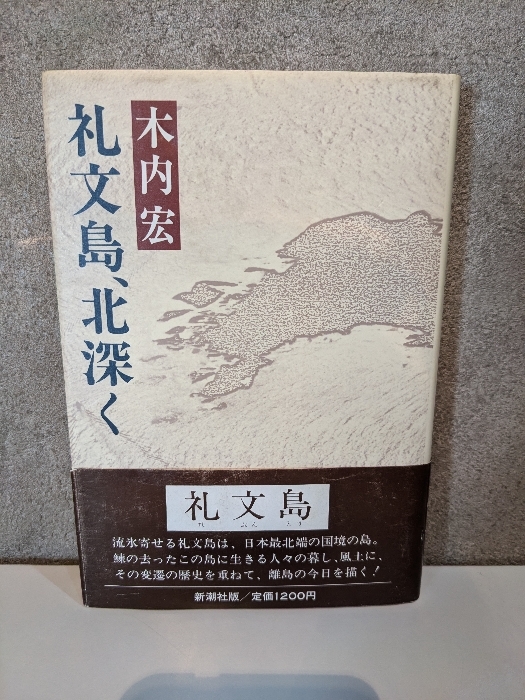 木内宏
礼文島、北深く
礼文島
れぶんとう
流氷寄せる礼文島は、日本最北端の国境の島。
鰊の去ったこの島に生きる人々の暮し、風土に、
その変遷の歴史を重ねて、離島の今日を描く！
新潮社版／定価1200円